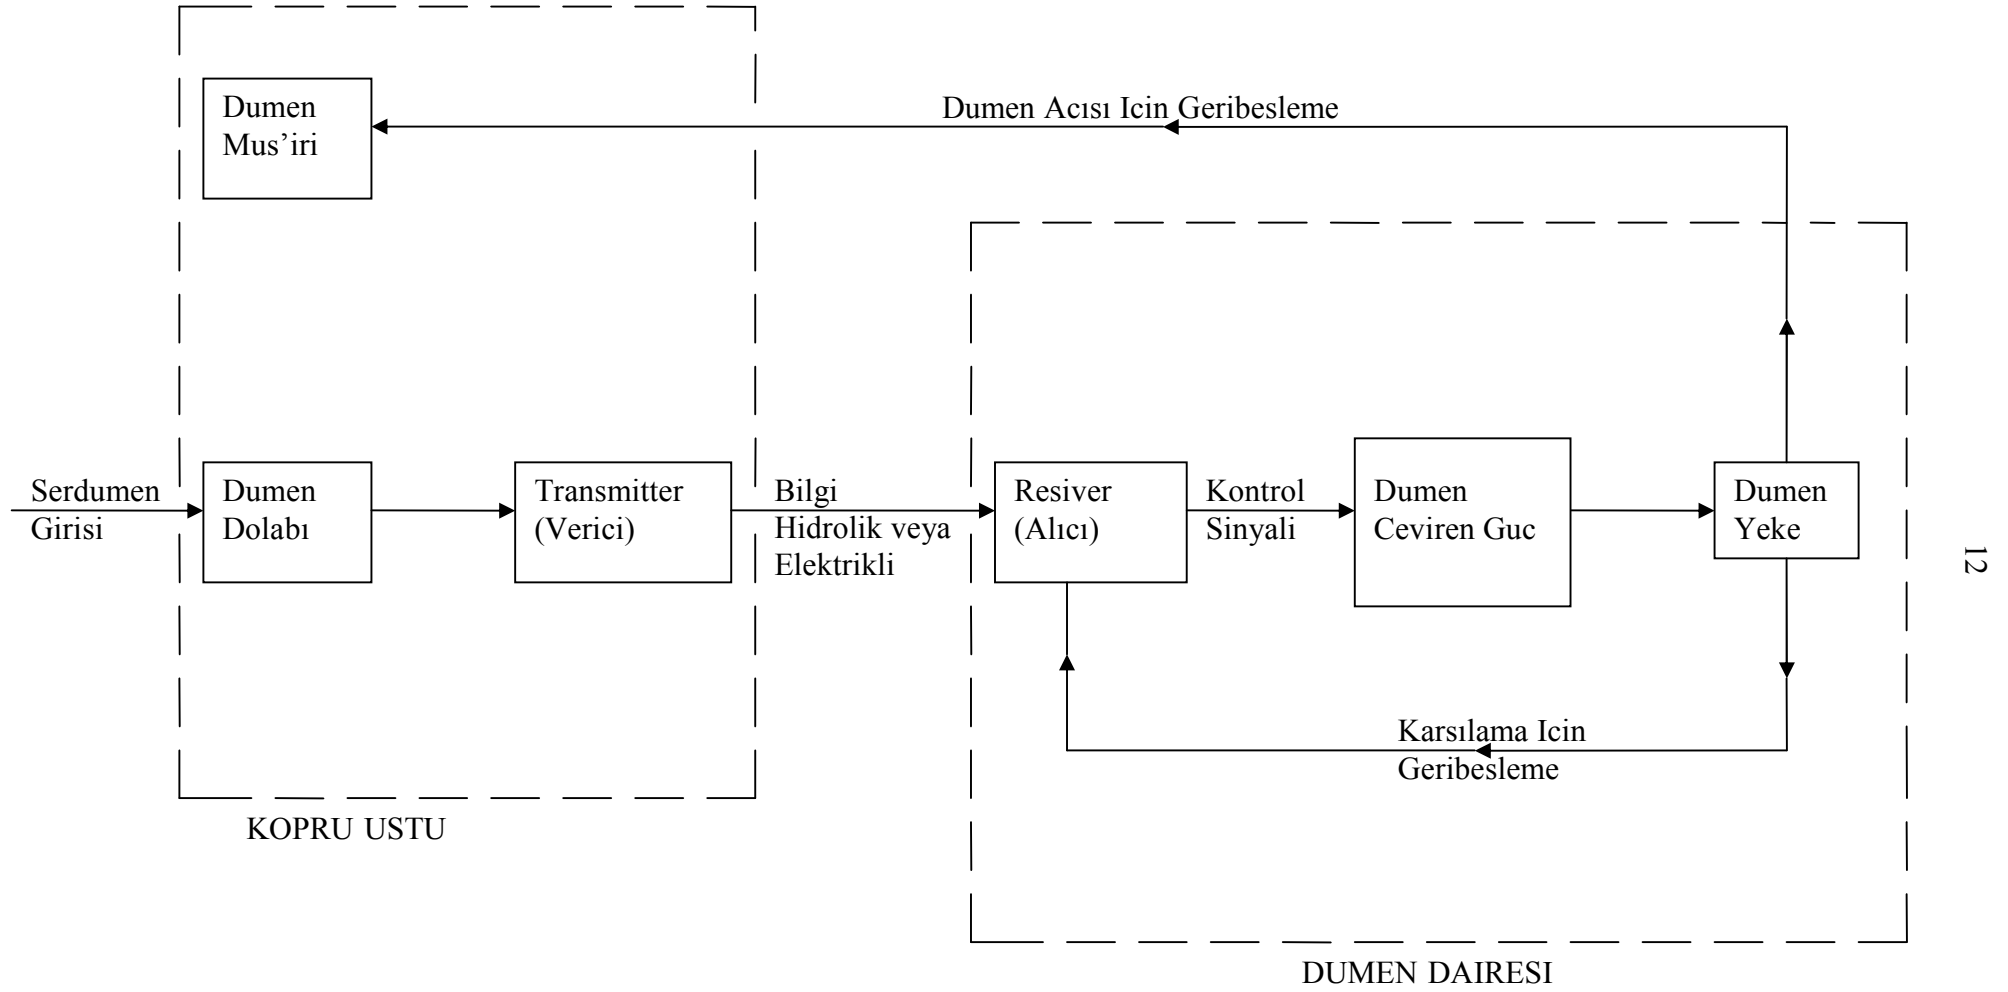 Dumen
Mus’iri
Dumen Acısı Icin Geribesleme
Serdumen
Girisi
Dumen
Dolabı
Transmitter
(Verici)
Bilgi
Hidrolik veya
Elektrikli
Resiver
(Alıcı)
Kontrol
Sinyali
Dumen
Ceviren Guc
Dumen
Yeke
12
Karsılama Icin
Geribesleme
KOPRU USTU
DUMEN DAIRESI